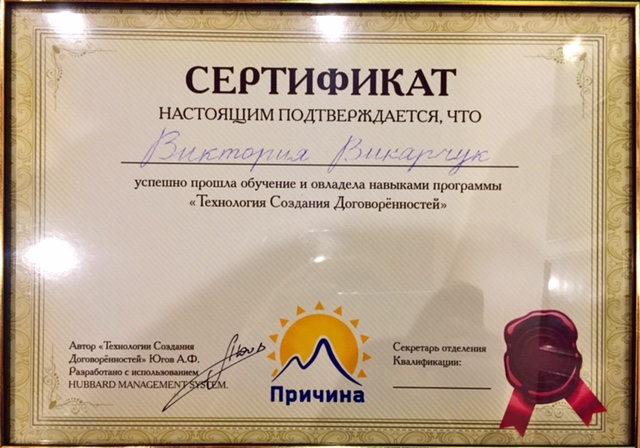 СЕРТИФИКАТ
НАСТОЯЩИМ ПОДТВЕРЖДАЕТСЯ, ЧТО
Виктория Викарчук
успешно прошла обучение и овладела навыками программы
«Технология Создания Договорённостей»
Автор «Технологии Создания
Договорённостей» Югов А.Ф.
Разработано с использованием
HUBBARD MANAGEMENT SYSTEM.
Причина
Секретарь отделения
Квалификации: